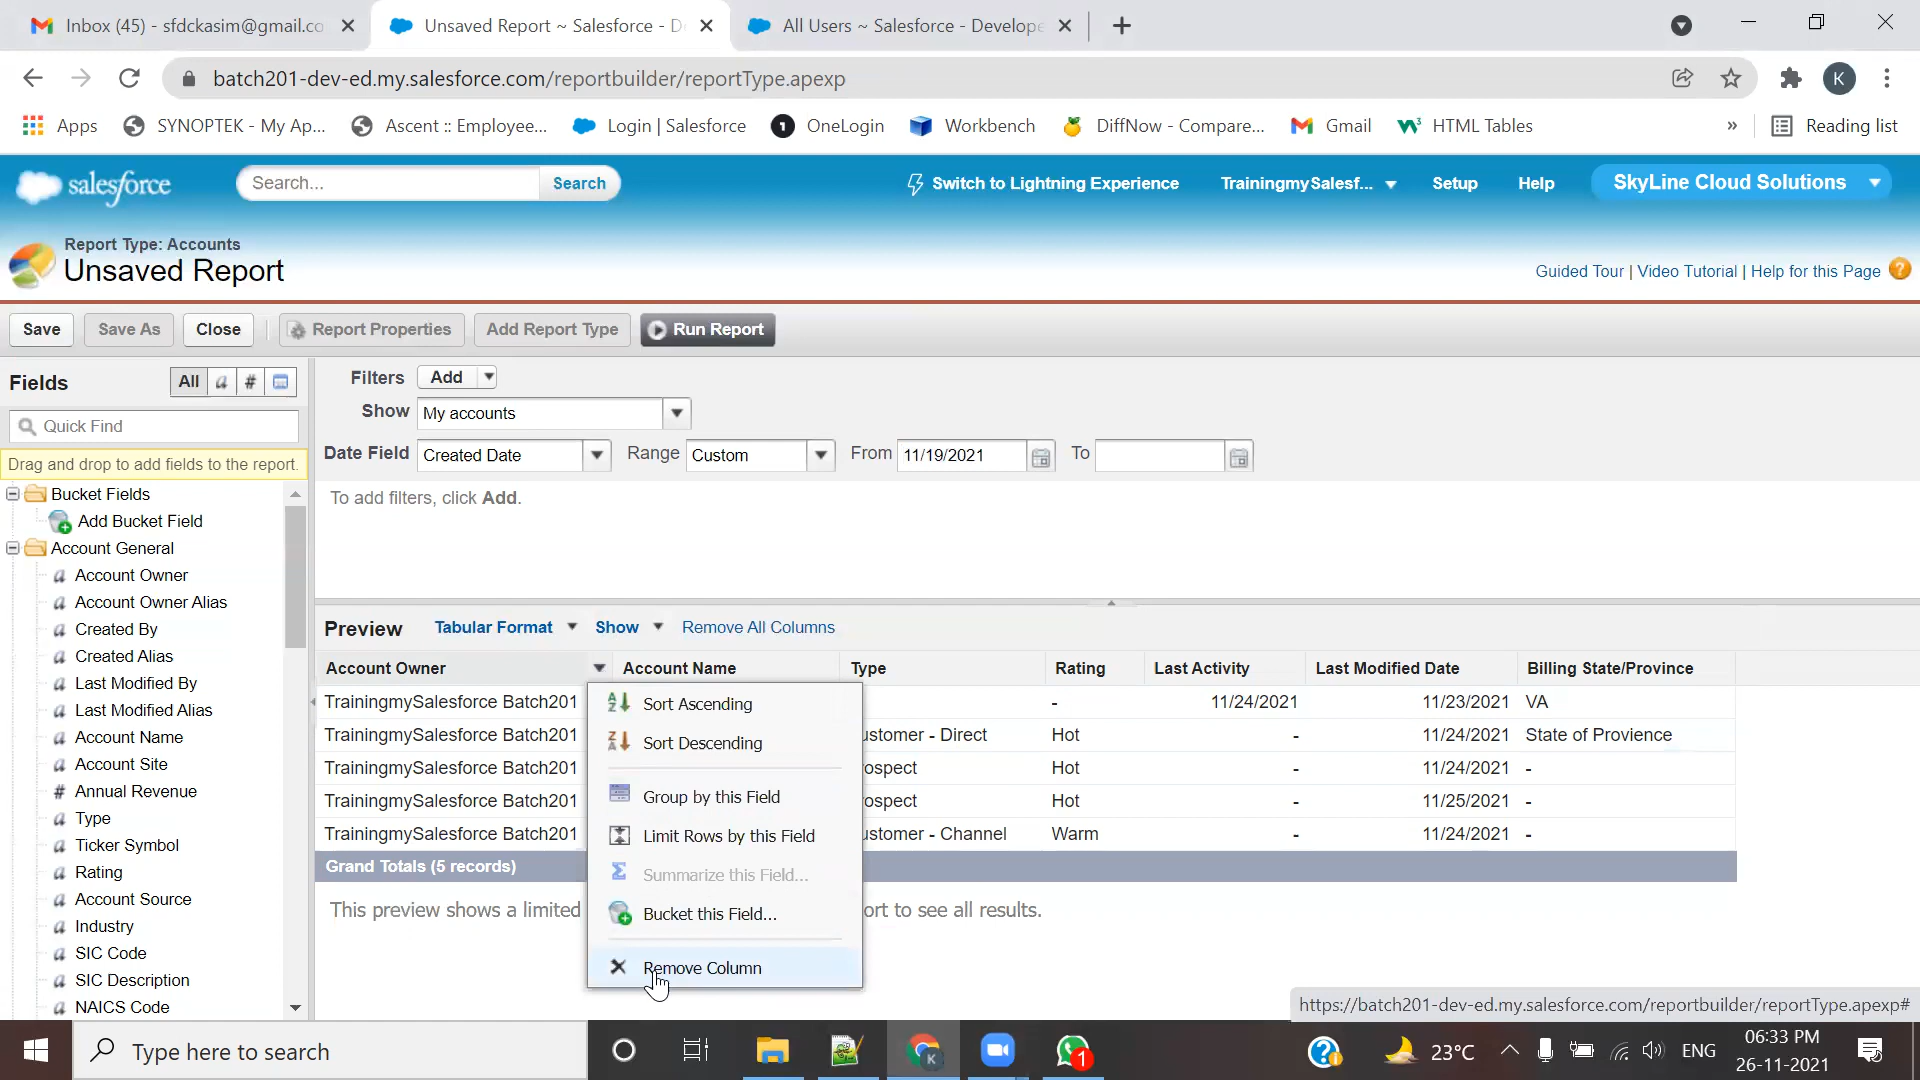 Inbox (45) - sfdckasim@gmail.co
Unsaved Report ~ Salesforce - D
All Users ~ Salesforce - Develope
batch201-dev-ed.my.salesforce.com/reportbuilder/reportType.apexp
K
Apps
SYNOPTEK - My Ap...
Ascent :: Employee...
Login | Salesforce
1 OneLogin
Workbench
DiffNow - Compare...
Gmail
HTML Tables
»
Reading list
salesforce
Search...
Search
Switch to Lightning Experience
TrainingmySalesf...
Setup
Help
SkyLine Cloud Solutions
Report Type: Accounts
Unsaved Report
Guided Tour | Video Tutorial | Help for this Page ?
Save
Save As
Close
Report Properties
Add Report Type
Run Report
Fields
All
a
#
Quick Find
Drag and drop to add fields to the report.
Bucket Fields
Add Bucket Field
Account General
a Account Owner
a Account Owner Alias
a Created By
a Created Alias
a Last Modified By
a Last Modified Alias
a Account Name
a Account Site
# Annual Revenue
a Type
a Ticker Symbol
a Rating
a Account Source
a Industry
a SIC Code
a SIC Description
a NAICS Code
Filters Add
Show My accounts
Date Field Created Date Range Custom From 11/19/2021 To
To add filters, click Add.
Preview Tabular Format Show Remove All Columns
Account Owner Account Name Type Rating Last Activity Last Modified Date Billing State/Province
TrainingmySalesforce Batch201 - 11/24/2021 11/23/2021 VA
TrainingmySalesforce Batch201 ustomer - Direct Hot - 11/24/2021 State of Provience
TrainingmySalesforce Batch201 ospect Hot - 11/24/2021 -
TrainingmySalesforce Batch201 ospect Hot - 11/25/2021 -
TrainingmySalesforce Batch201 ustomer - Channel Warm - 11/24/2021 -
Grand Totals (5 records)
This preview shows a limited ort to see all results.
Sort Ascending
Sort Descending
Group by this Field
Limit Rows by this Field
Σ Summarize this Field...
Bucket this Field...
Remove Column
https://batch201-dev-ed.my.salesforce.com/reportbuilder/reportType.apexp#
Type here to search
K
1
?
23°C
ENG
06:33 PM
26-11-2021